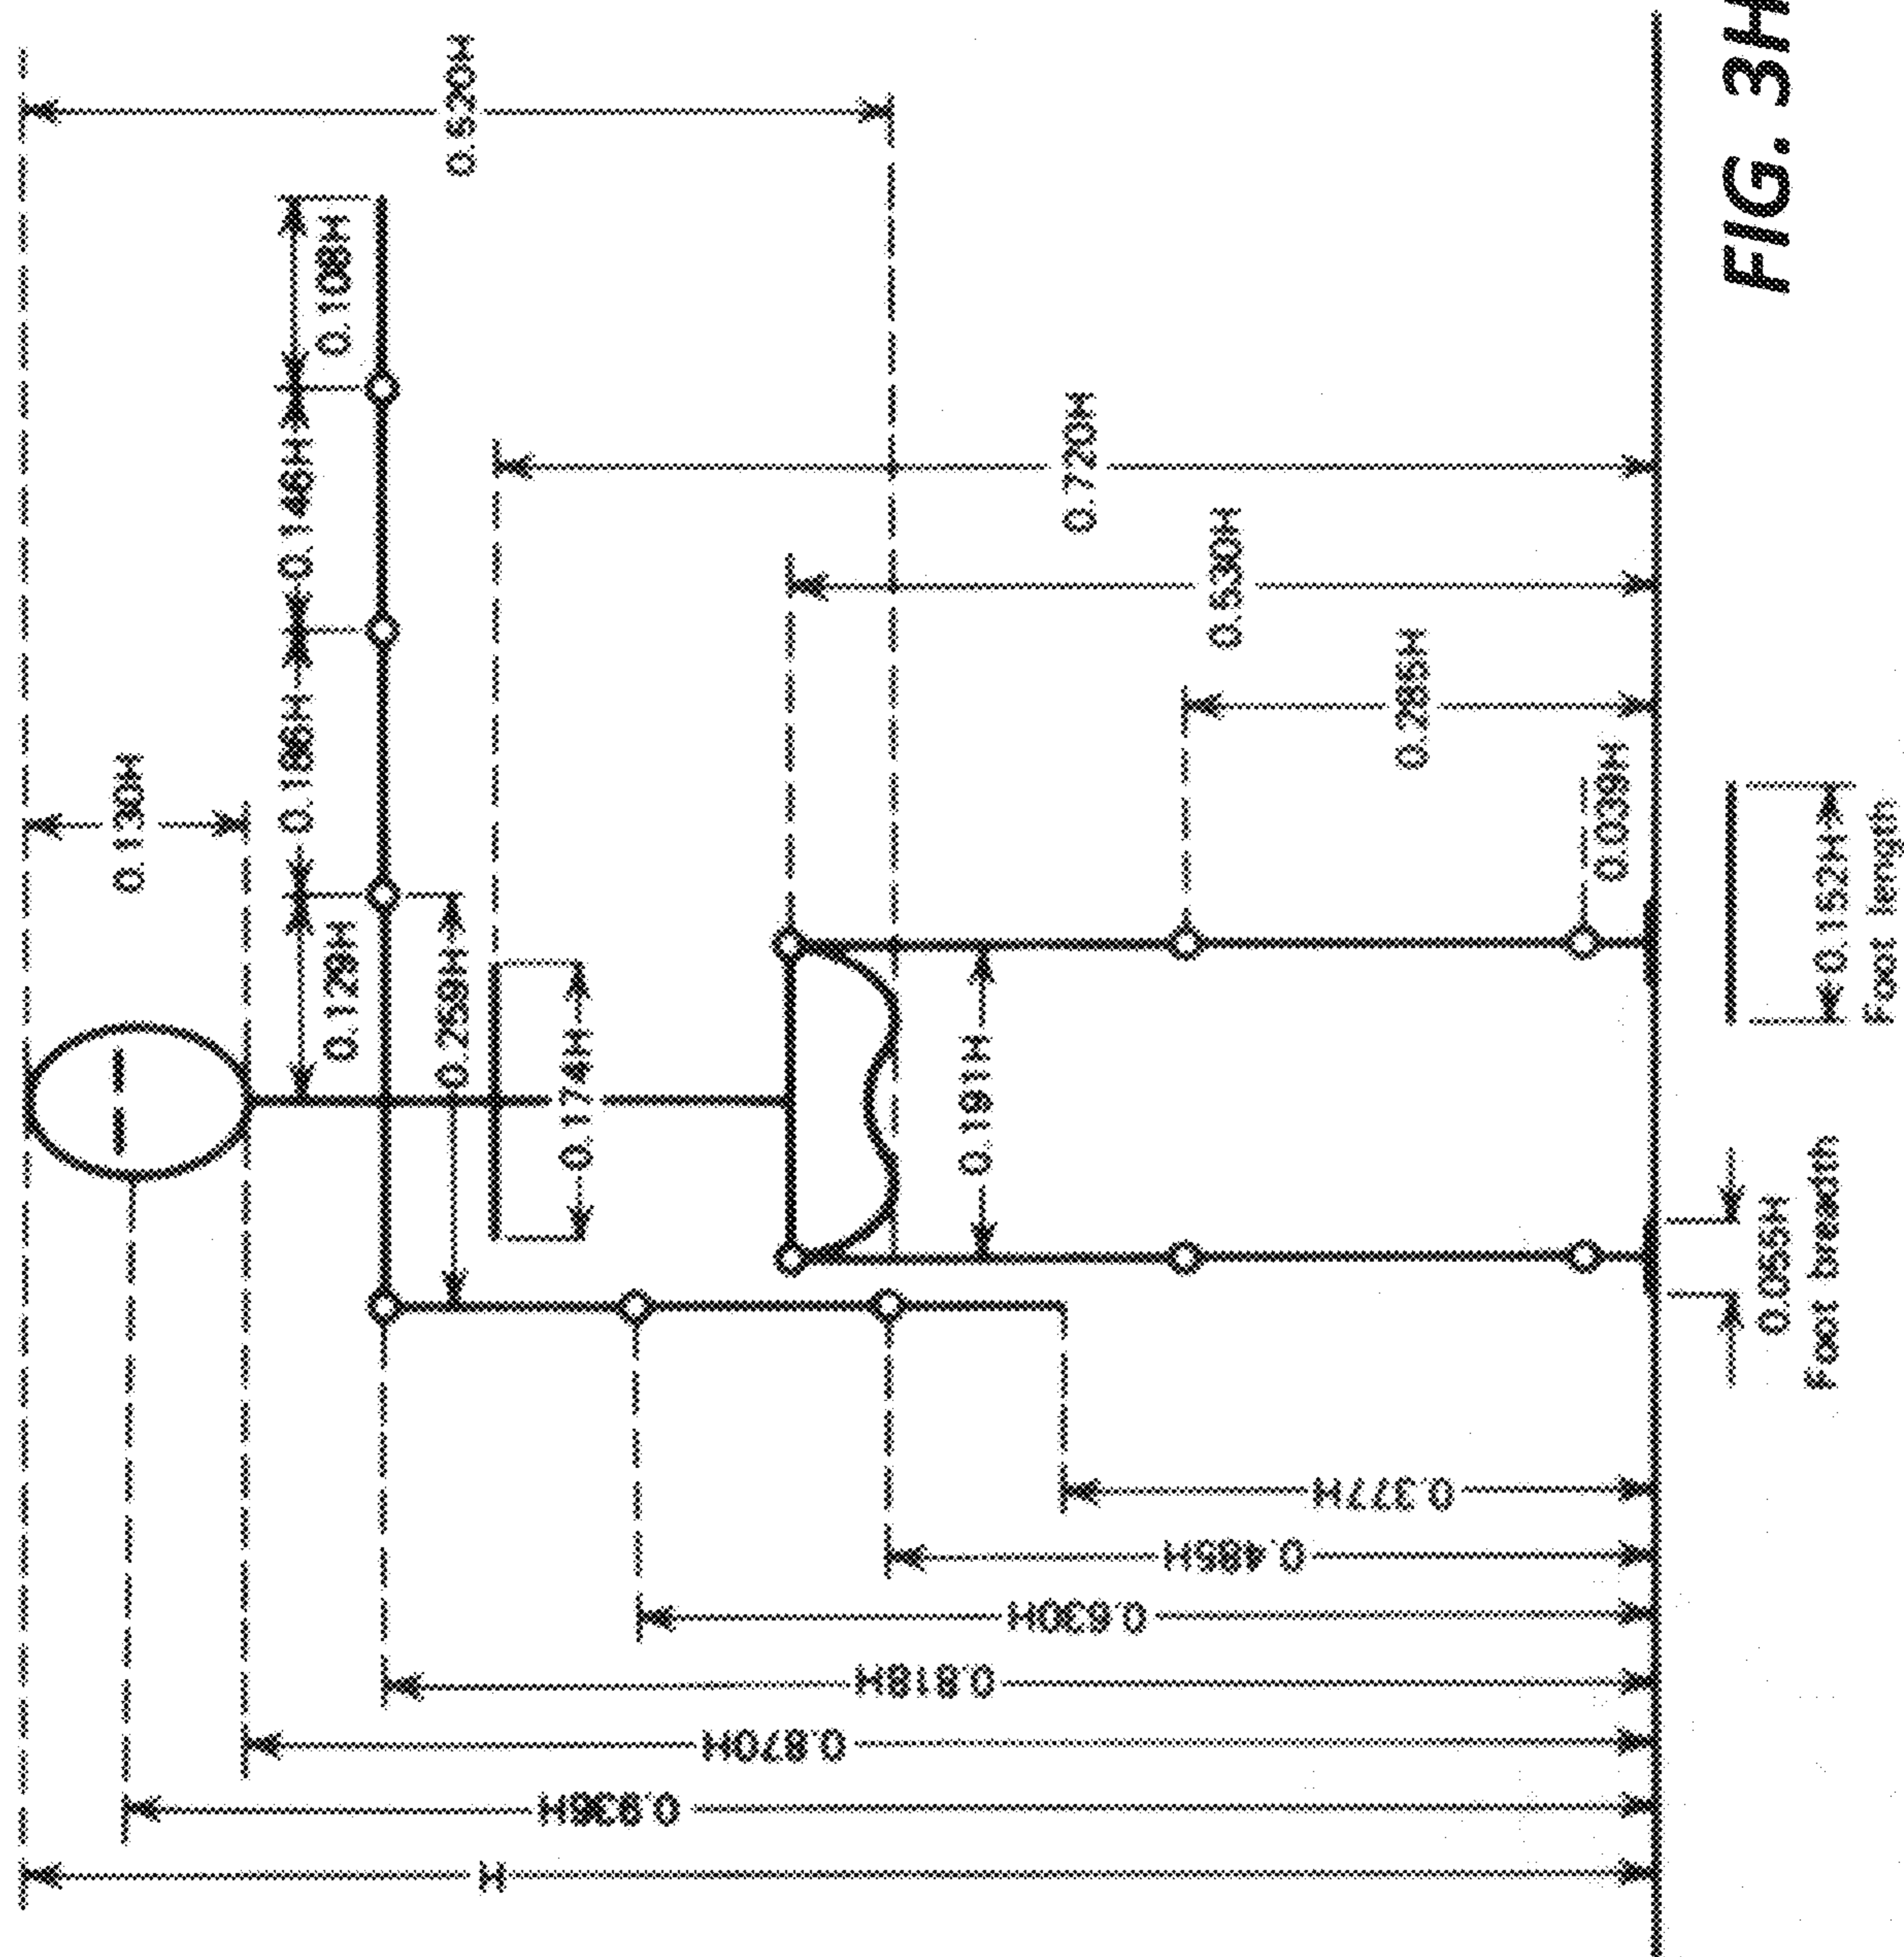 0.520H
0.130H
0.108H
0.146H
0.186H
0.129H
0.259H
0.174H
0.191H
0.720H
0.530H
0.285H
0.039H
H
0.936H
0.870H
0.818H
0.630H
0.485H
0.377H
0.055H
Foot breadth
0.152H
Foot length
FIG. 3H